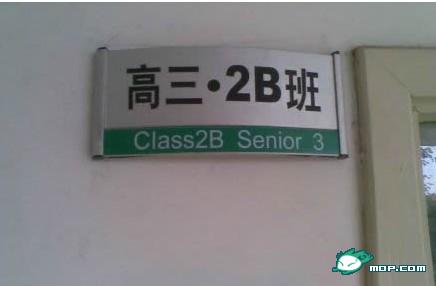 高三·2B班
Class2B Senior 3
mop.com